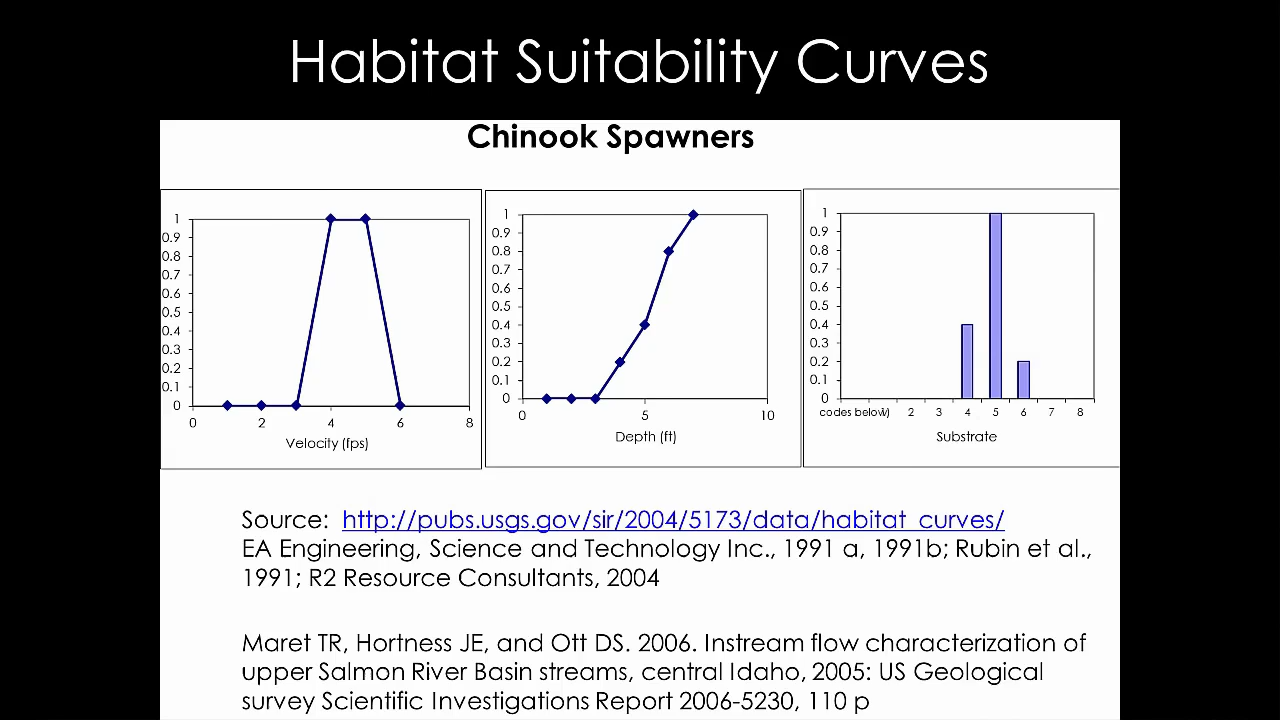 Habitat Suitability Curves
Chinook Spawners
1
0.9
0.8
0.7
0.6
0.5
0.4
0.3
0.2
0.1
0
0 2 4 6 8
Velocity (fps)
1
0.9
0.8
0.7
0.6
0.5
0.4
0.3
0.2
0.1
0
0 5 10
Depth (ft)
1
0.9
0.8
0.7
0.6
0.5
0.4
0.3
0.2
0.1
0
codes below) 2 3 4 5 6 7 8
Substrate
Source: http://pubs.usgs.gov/sir/2004/5173/data/habitat_curves/
EA Engineering, Science and Technology Inc., 1991 a, 1991b; Rubin et al.,
1991; R2 Resource Consultants, 2004
Maret TR, Hortness JE, and Ott DS. 2006. Instream flow characterization of
upper Salmon River Basin streams, central Idaho, 2005: US Geological
survey Scientific Investigations Report 2006-5230, 110 p